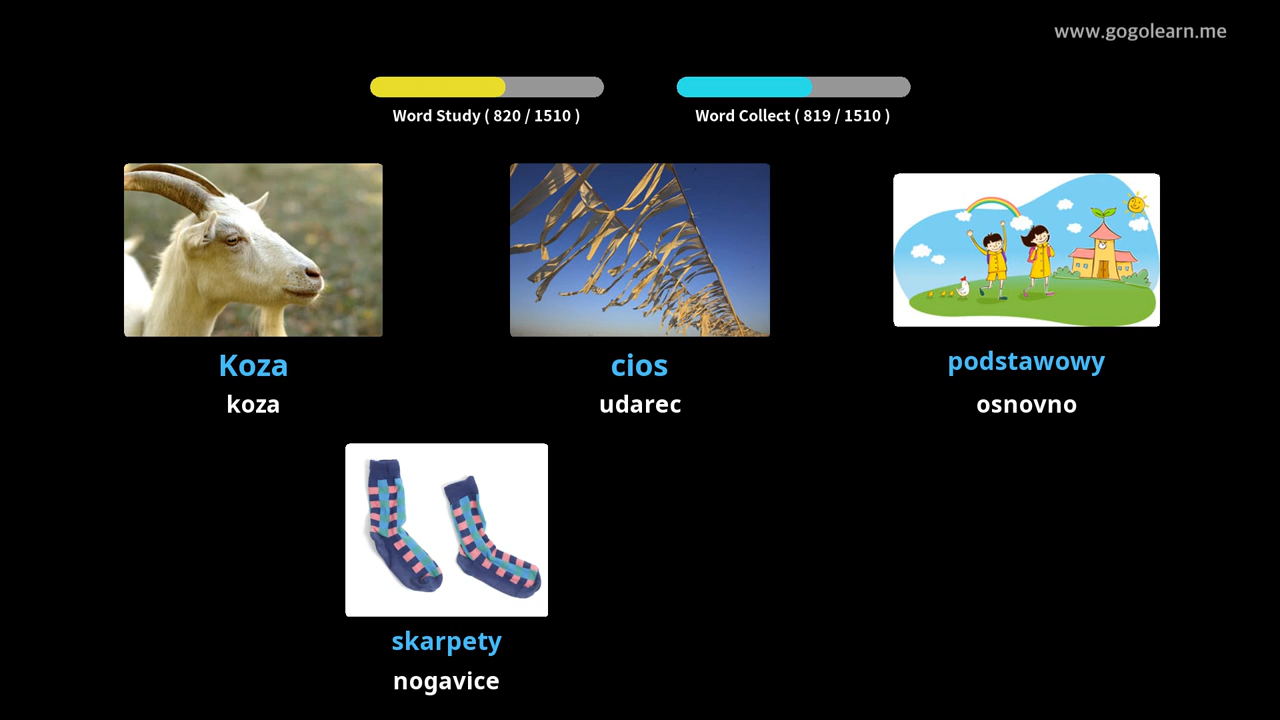 www.gogolearn.me
Word Study ( 820 / 1510 )
Word Collect ( 819 / 1510 )
Koza
koza
cios
udarec
podstawowy
osnovno
skarpety
nogavice